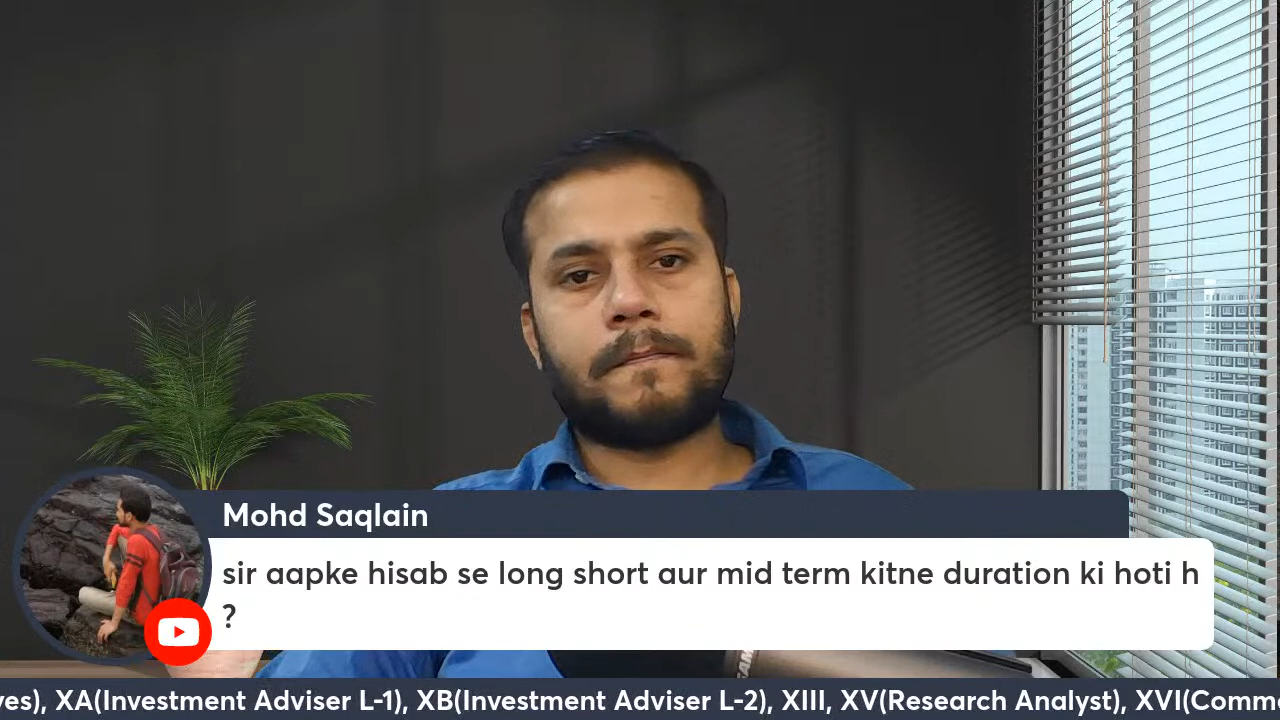 Mohd Saqlain
sir aapke hisab se long short aur mid term kitne duration ki hoti h
?
ves), XA(Investment Adviser L-1), XB(Investment Adviser L-2), XIII, XV(Research Analyst), XVI(Comm